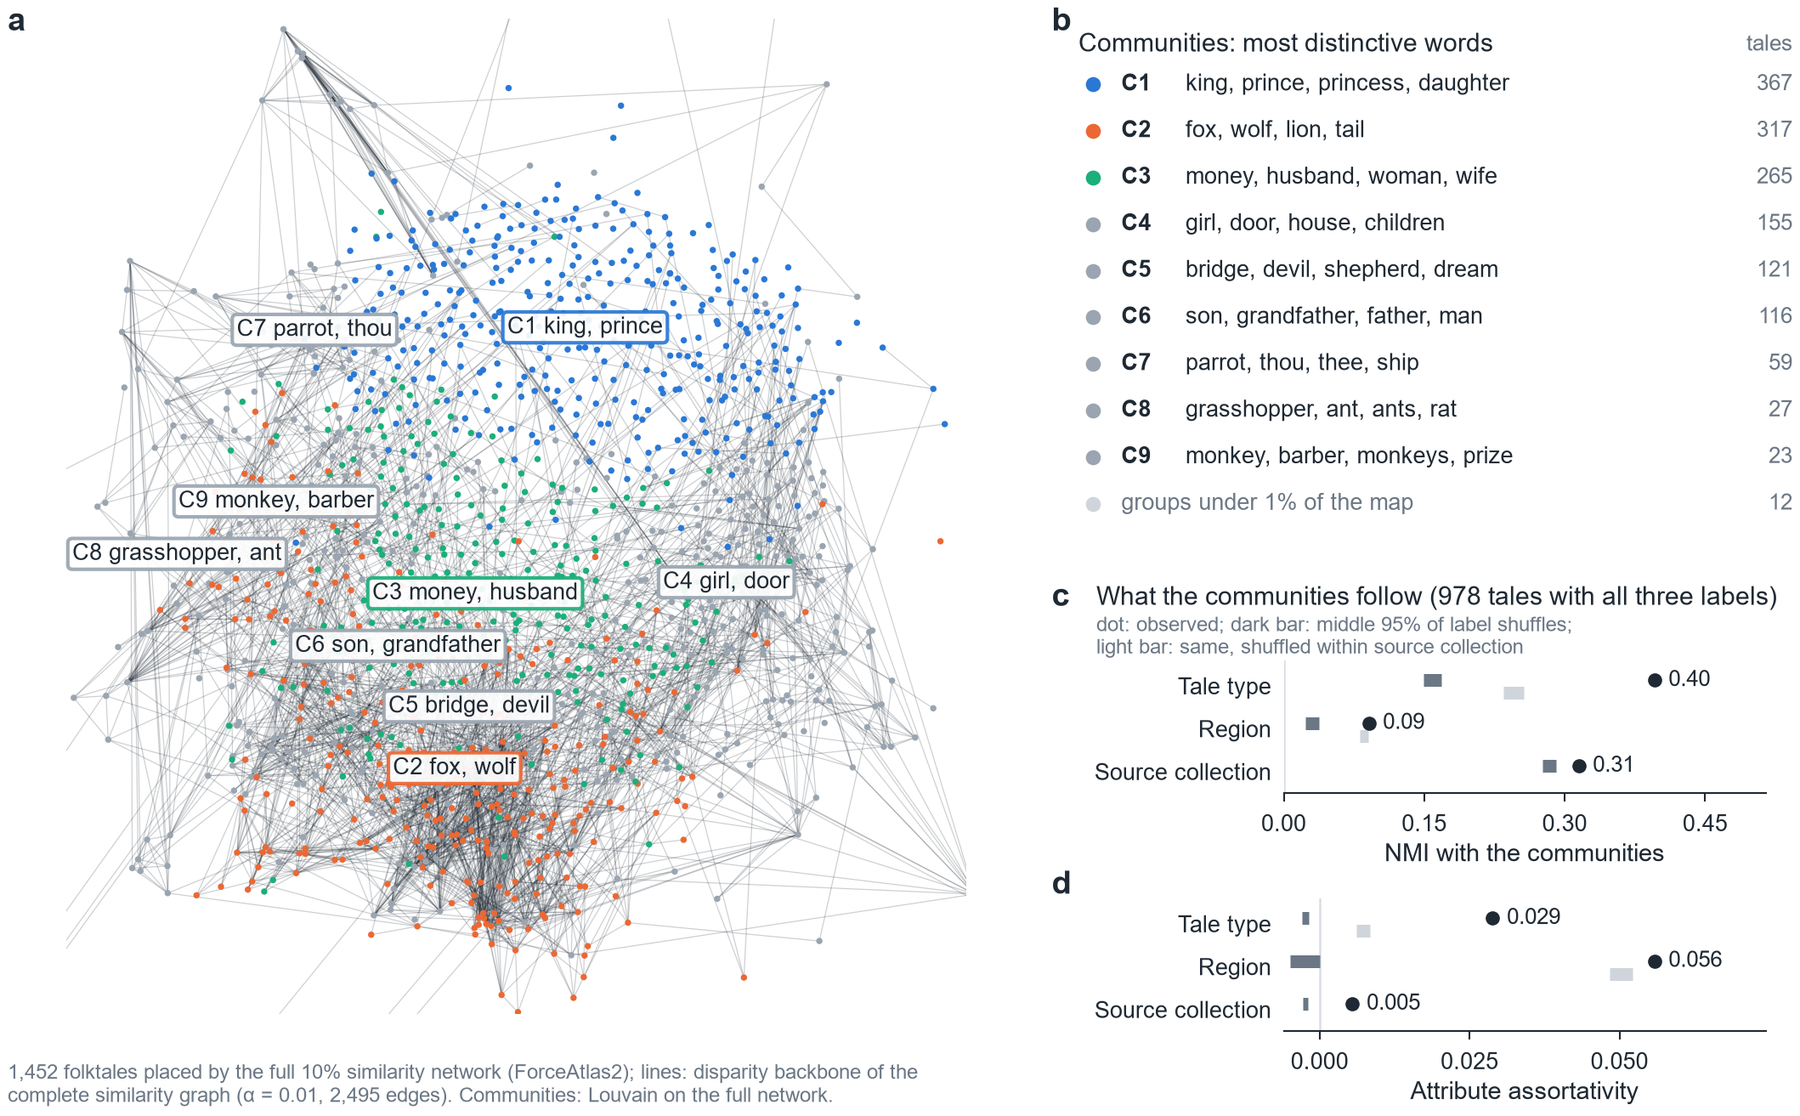 a
C7 parrot, thou
C1 king, prince
C9 monkey, barber
C8 grasshopper, ant
C3 money, husband
C4 girl, door
C6 son, grandfather
C5 bridge, devil
C2 fox, wolf
1,452 folktales placed by the full 10% similarity network (ForceAtlas2); lines: disparity backbone of the
complete similarity graph (α = 0.01, 2,495 edges). Communities: Louvain on the full network.
b
Communities: most distinctive words tales
C1 king, prince, princess, daughter 367
C2 fox, wolf, lion, tail 317
C3 money, husband, woman, wife 265
C4 girl, door, house, children 155
C5 bridge, devil, shepherd, dream 121
C6 son, grandfather, father, man 116
C7 parrot, thou, thee, ship 59
C8 grasshopper, ant, ants, rat 27
C9 monkey, barber, monkeys, prize 23
groups under 1% of the map 12
c
What the communities follow (978 tales with all three labels)
dot: observed; dark bar: middle 95% of label shuffles;
light bar: same, shuffled within source collection
Tale type 0.40
Region 0.09
Source collection 0.31
0.00 0.15 0.30 0.45
NMI with the communities
d
Tale type 0.029
Region 0.056
Source collection 0.005
0.000 0.025 0.050
Attribute assortativity